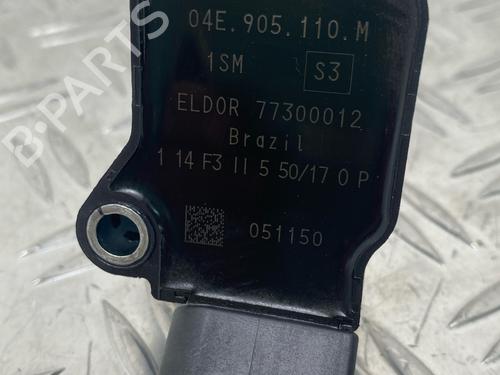 04E.905.110.M
1SM S3
ELDOR 77300012
Brazil
1 14 F3 II 5 50/17 0 P
051150
B-Parts